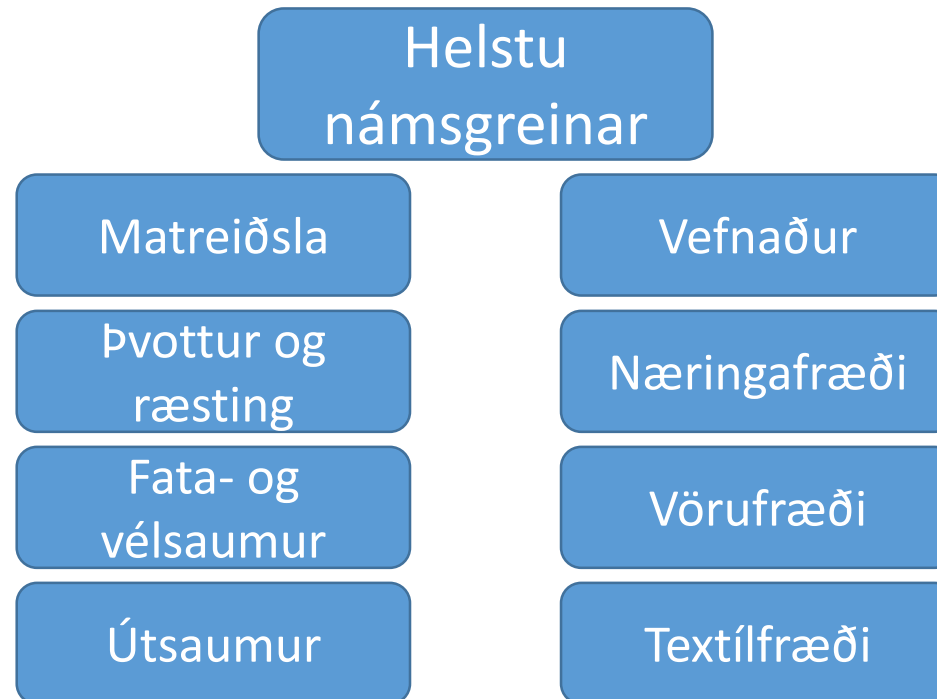 Helstu
námsgreinar
Matreiðsla
Þvottur og
ræsting
Fata- og
vélsaumur
Útsaumur
Vefnaður
Næringafræði
Vörufræði
Textílfræði